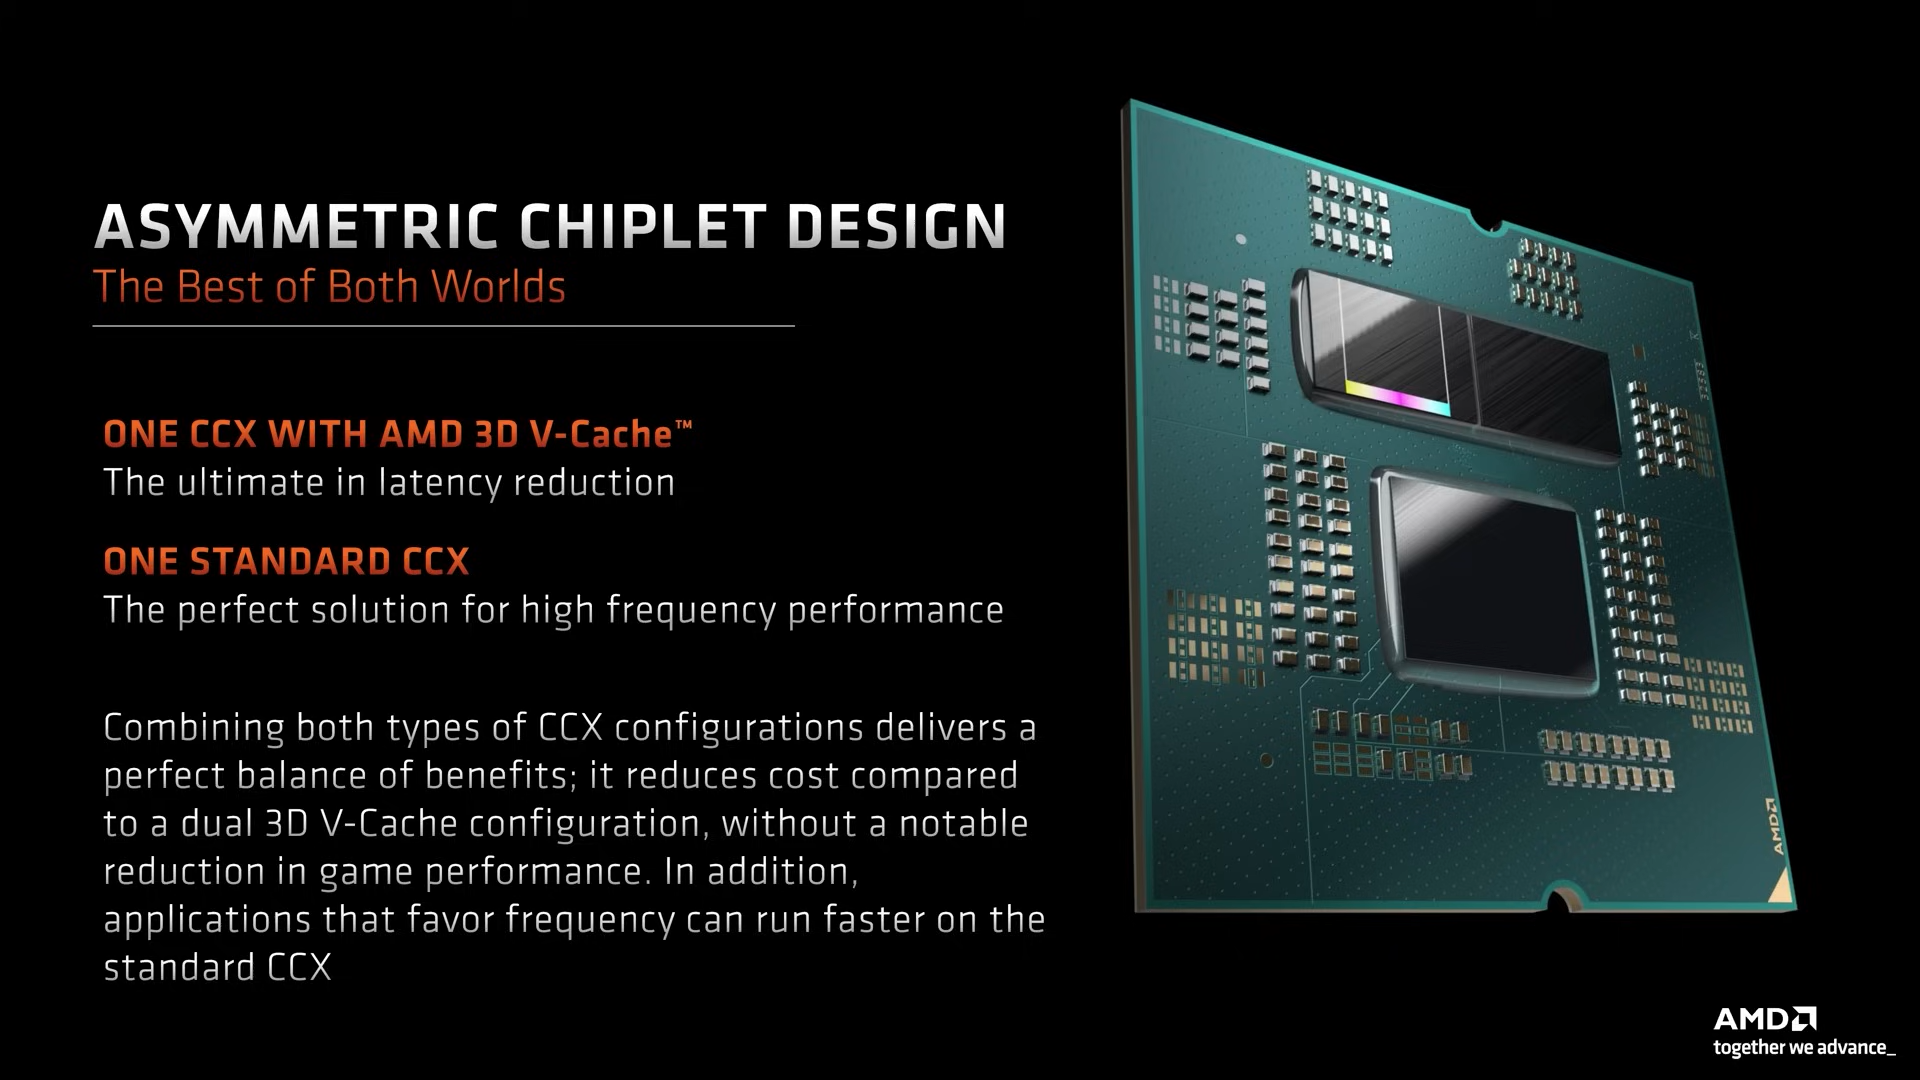 ASYMMETRIC CHIPLET DESIGN
The Best of Both Worlds
ONE CCX WITH AMD 3D V-Cache™
The ultimate in latency reduction
ONE STANDARD CCX
The perfect solution for high frequency performance
Combining both types of CCX configurations delivers a
perfect balance of benefits; it reduces cost compared
to a dual 3D V-Cache configuration, without a notable
reduction in game performance. In addition,
applications that favor frequency can run faster on the
standard CCX
AMD
AMD
together we advance_